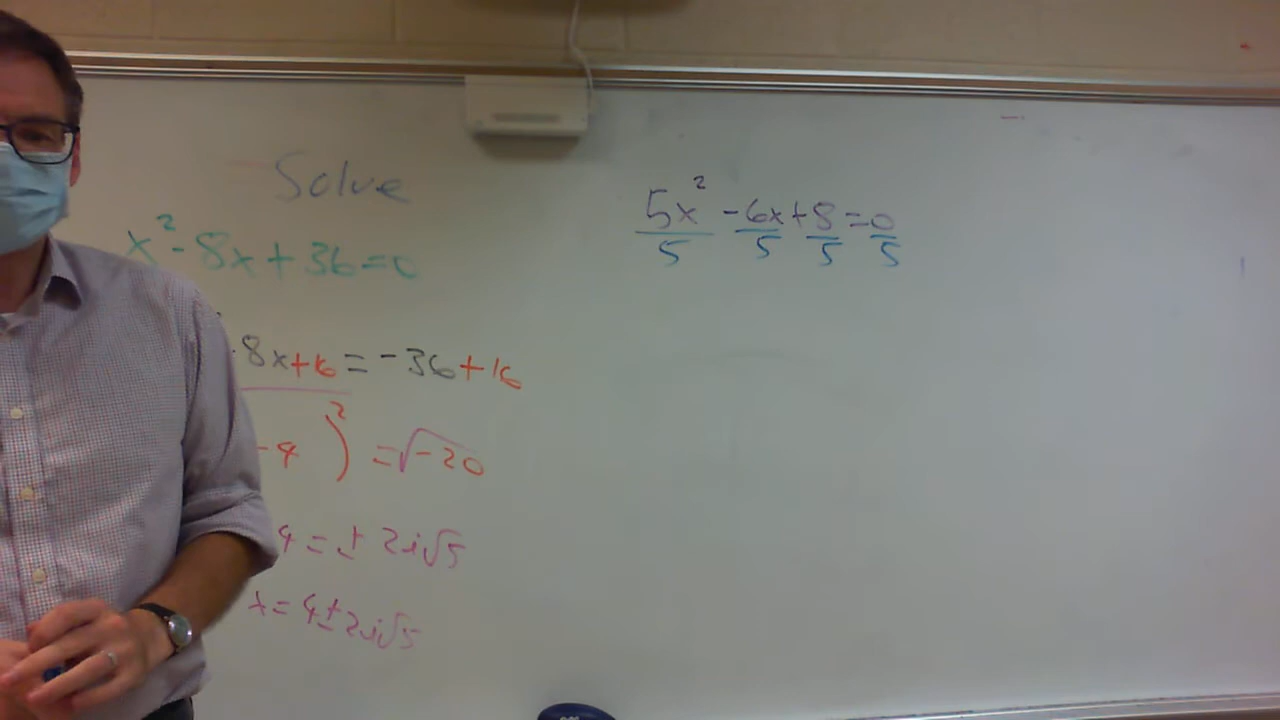 Solve
x² - 8x + 36 = 0
8x + 16 = -36 + 16
-4 )² = √-20
4 = ± 2i√5
x = 4 ± 2i√5
5x² - 6x + 8 = 0
5 5 5 5